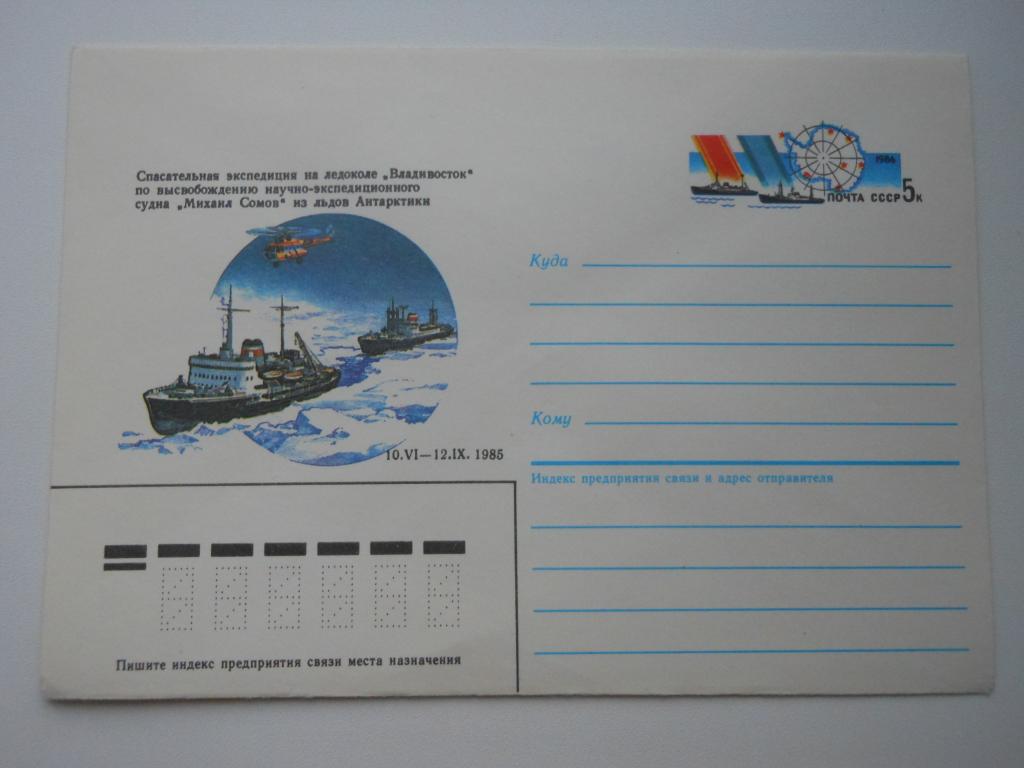 Спасательная экспедиция на ледоколе „Владивосток"
по высвобождению научно-экспедиционного
судна „Михаил Сомов" из льдов Антарктики
10.VI—12.IX. 1985
1986
ПОЧТА СССР 5к
Куда
Кому
Индекс предприятия связи и адрес отправителя
Пишите индекс предприятия связи места назначения